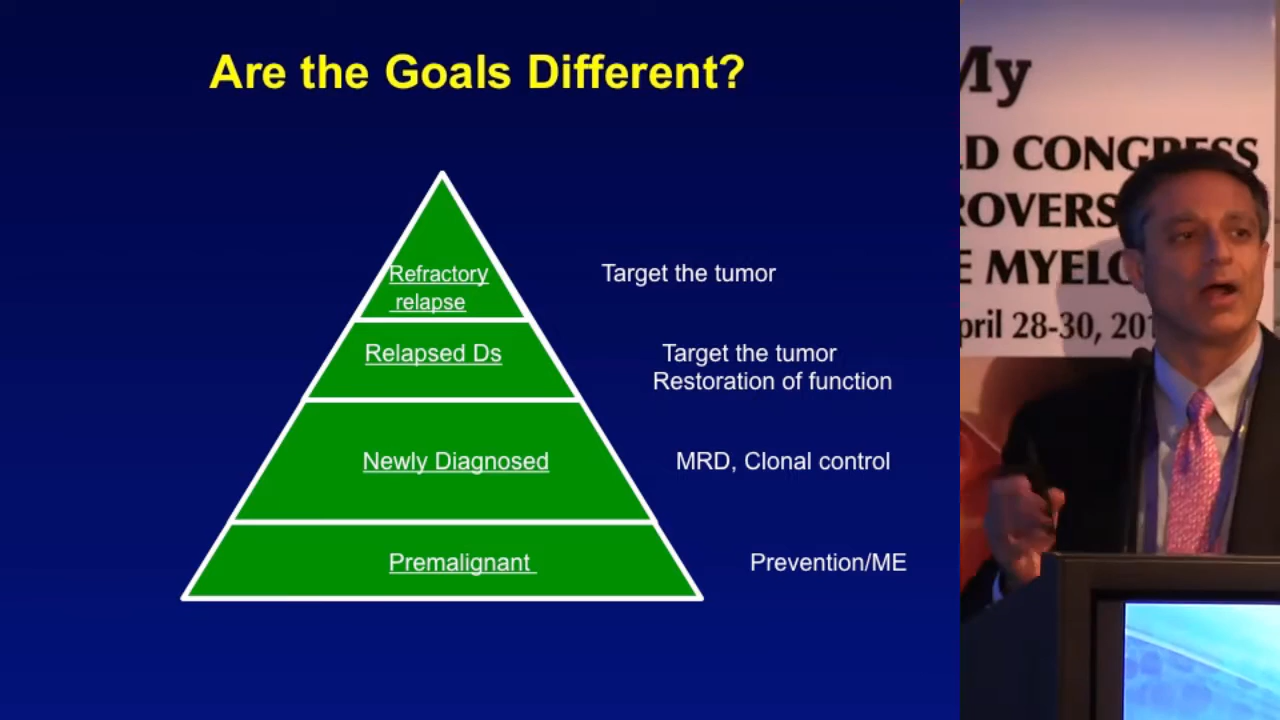 Are the Goals Different?
Refractory
relapse
Target the tumor
Relapsed Ds
Target the tumor
Restoration of function
Newly Diagnosed
MRD, Clonal control
Premalignant
Prevention/ME
My
D CONGRESS
ROVERS
E MYELO
pril 28-30, 201